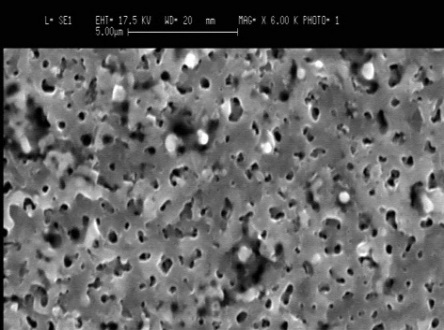 L= SE1 EHT= 17.5 KV WD= 20 mm MAG= X 6.00 K PHOTO= 1
5.00µm